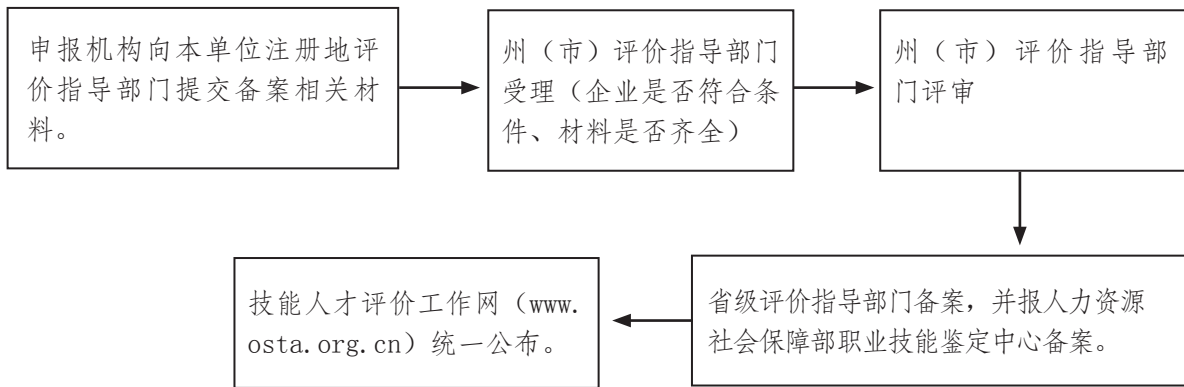 申报机构向本单位注册地评
价指导部门提交备案相关材
料。
州（市）评价指导部门
受理（企业是否符合条
件、材料是否齐全）
州（市）评价指导部
门评审
省级评价指导部门备案，并报人力资源
社会保障部职业技能鉴定中心备案。
技能人才评价工作网（www.
osta.org.cn）统一公布。